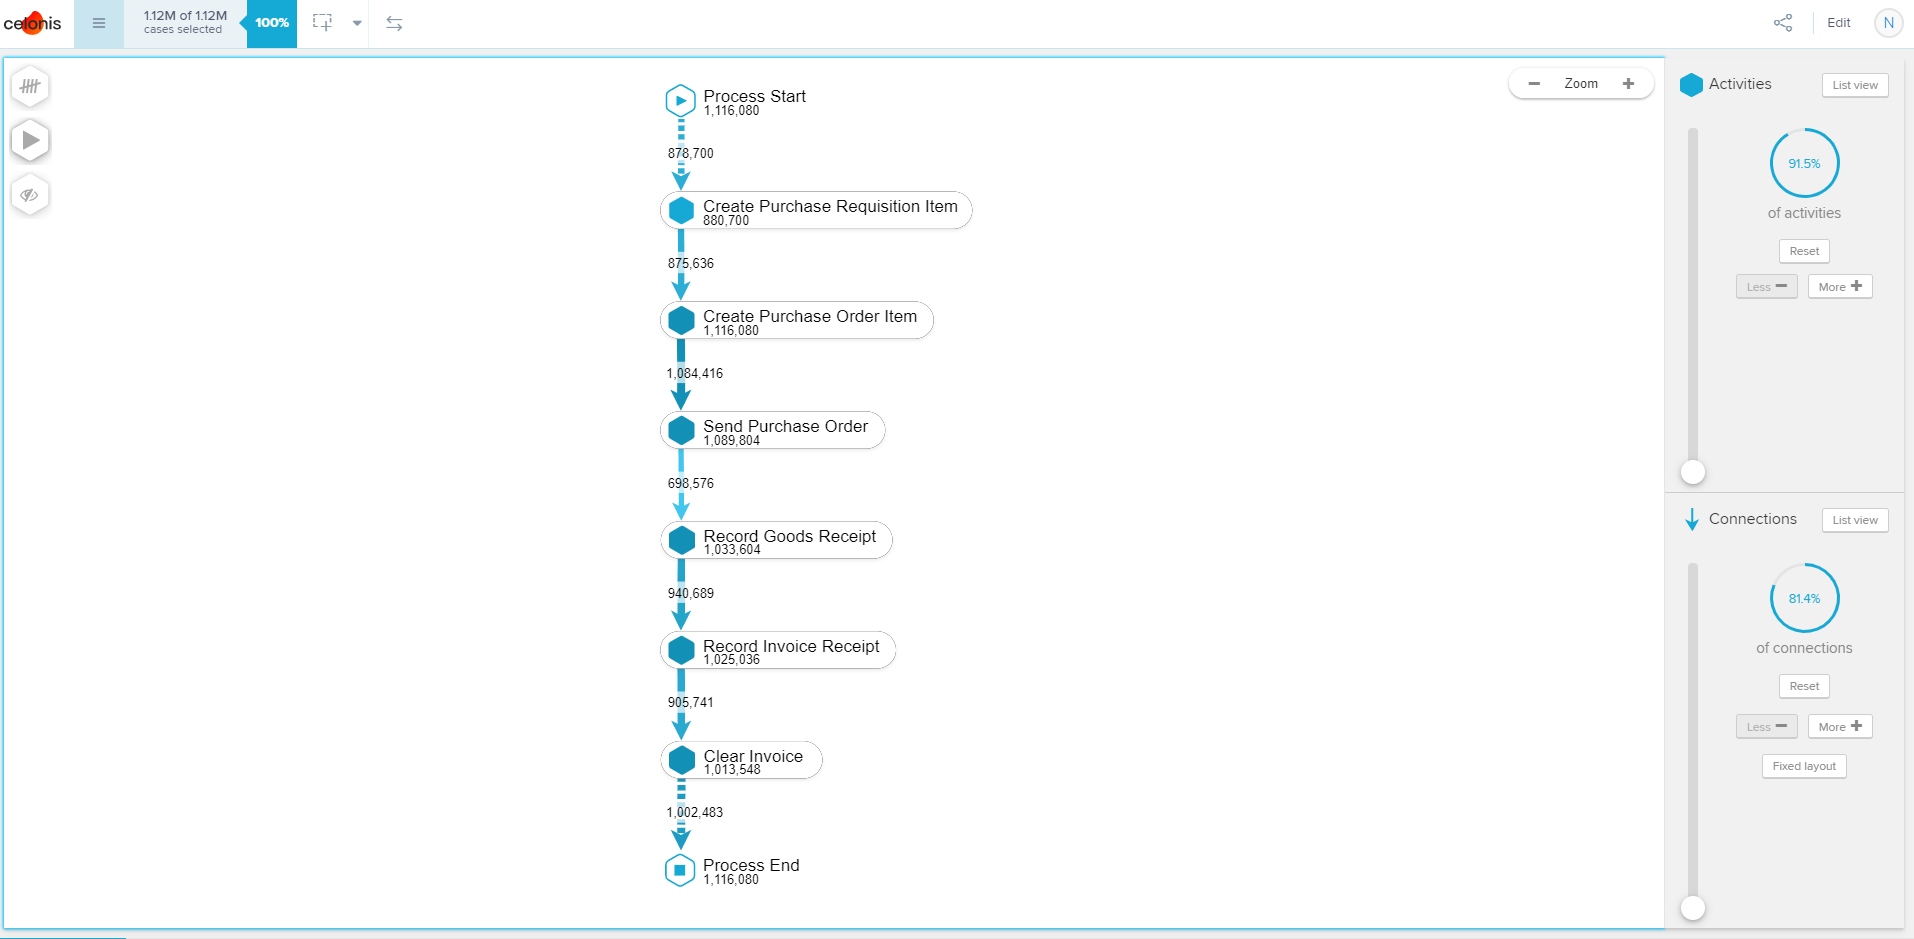 celonis
1.12M of 1.12M
cases selected
100%
Edit
N
Zoom
Process Start
1,116,080
878,700
Create Purchase Requisition Item
880,700
875,636
Create Purchase Order Item
1,116,080
1,084,416
Send Purchase Order
1,089,804
698,576
Record Goods Receipt
1,033,604
940,689
Record Invoice Receipt
1,025,036
905,741
Clear Invoice
1,013,548
1,002,483
Process End
1,116,080
Activities
List view
91.5%
of activities
Reset
Less
More
Connections
List view
81.4%
of connections
Reset
Less
More
Fixed layout